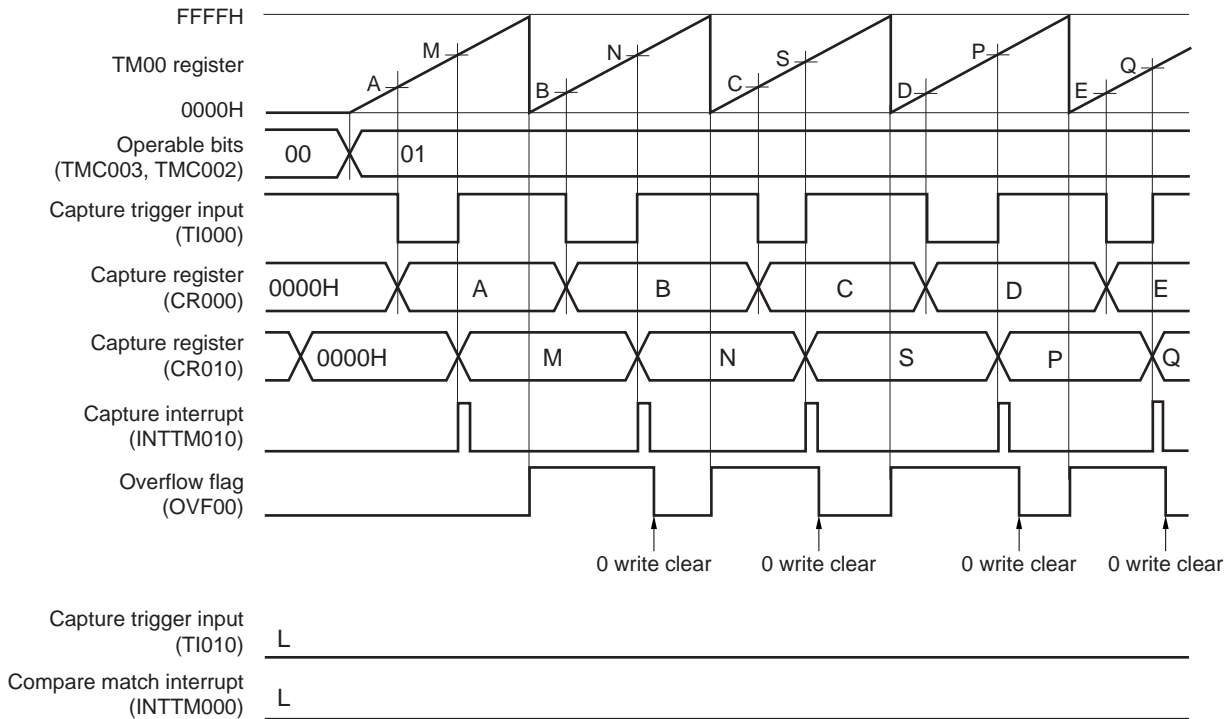 FFFFH
TM00 register
0000H
A
M
B
N
C
S
D
P
E
Q
Operable bits
(TMC003, TMC002)
00
01
Capture trigger input
(TI000)
Capture register
(CR000)
0000H
A
B
C
D
E
Capture register
(CR010)
0000H
M
N
S
P
Q
Capture interrupt
(INTTM010)
Overflow flag
(OVF00)
0 write clear
0 write clear
0 write clear
0 write clear
Capture trigger input
(TI010)
L
Compare match interrupt
(INTTM000)
L